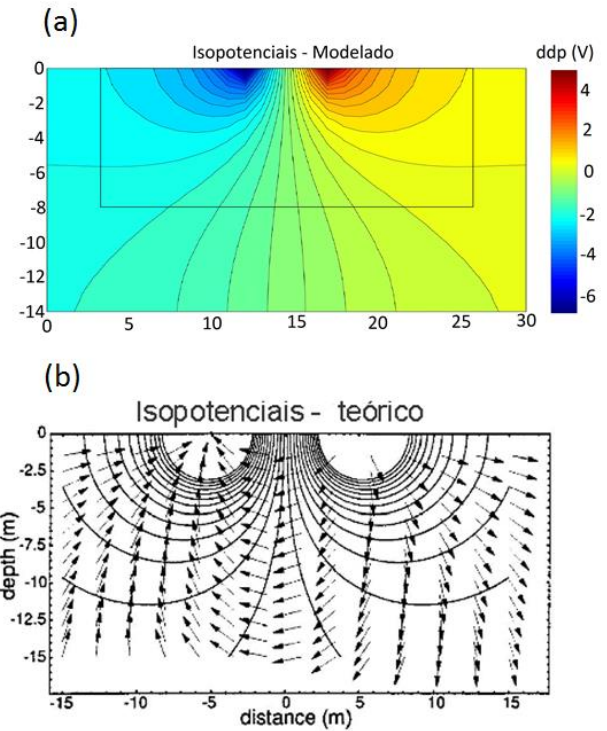 (a)
Isopotenciais - Modelado
ddp (V)
0
-2
-4
-6
-8
-10
-12
-14
0 5 10 15 20 25 30
4
2
0
-2
-4
-6
(b)
Isopotenciais - teórico
0
-2.5
-5
-7.5
-10
-12.5
-15
depth (m)
-15 -10 -5 0 5 10 15
distance (m)